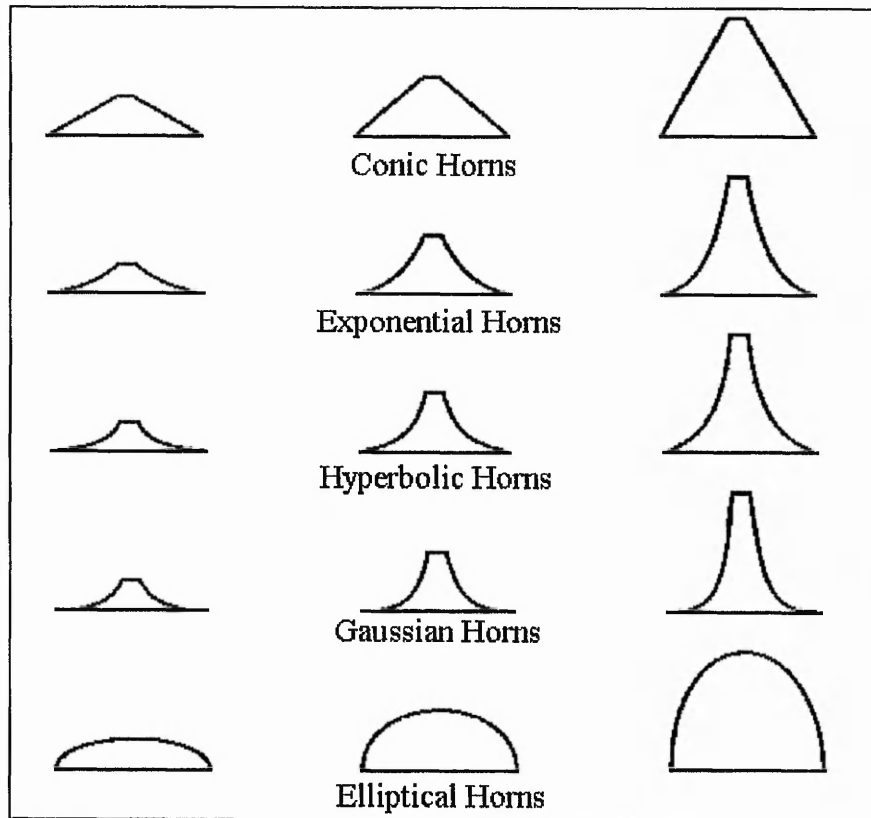 Conic Horns
Exponential Horns
Hyperbolic Horns
Gaussian Horns
Elliptical Horns